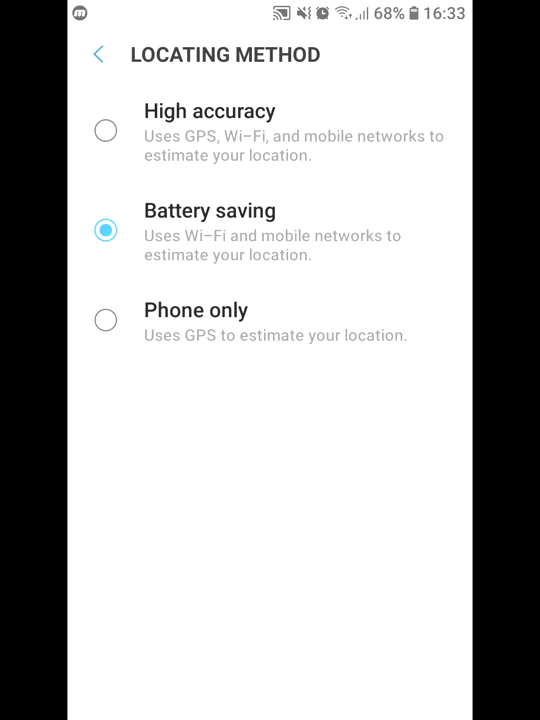 68% 16:33
LOCATING METHOD
High accuracy
Uses GPS, Wi-Fi, and mobile networks to
estimate your location.
Battery saving
Uses Wi-Fi and mobile networks to
estimate your location.
Phone only
Uses GPS to estimate your location.